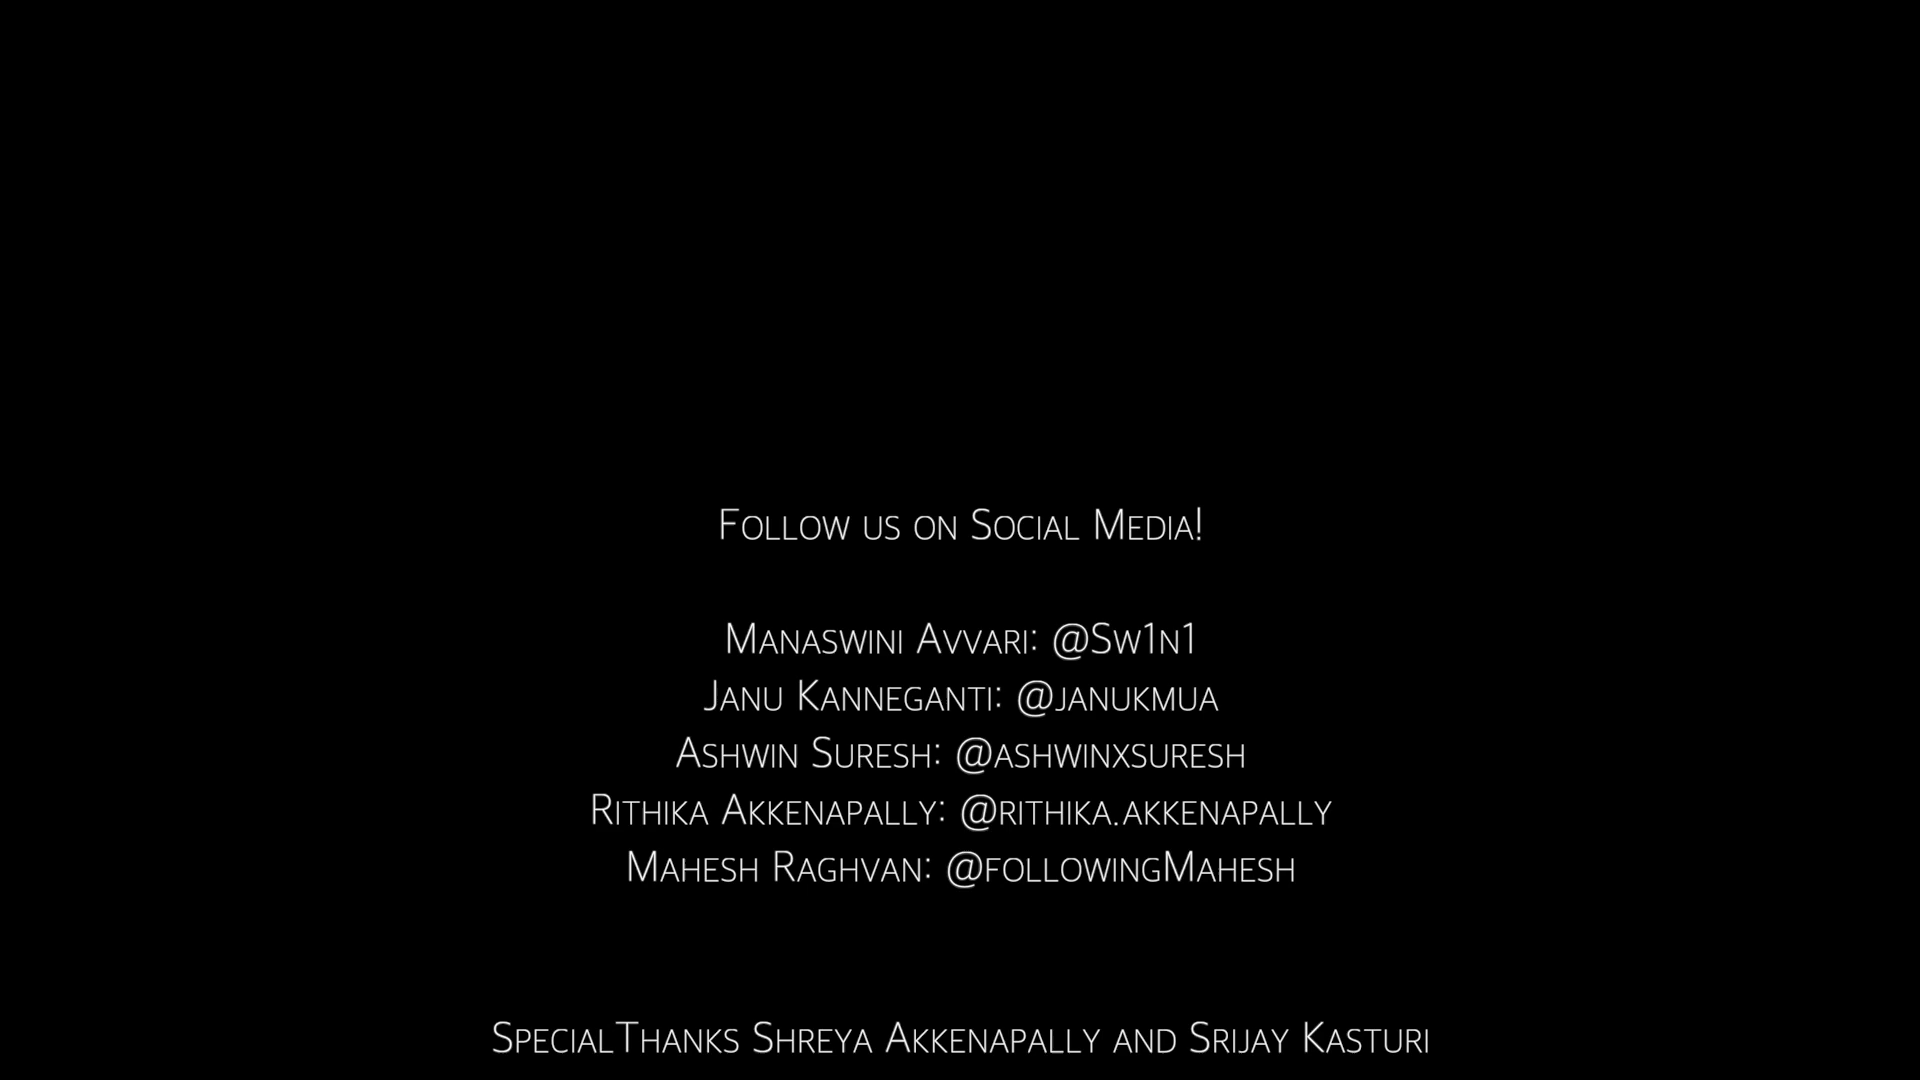 Follow us on Social Media!
Manaswini Avvari: @Sw1n1
Janu Kanneganti: @janukmua
Ashwin Suresh: @ashwinxsuresh
Rithika Akkenapally: @rithika.akkenapally
Mahesh Raghvan: @followingMahesh
SpecialThanks Shreya Akkenapally and Srijay Kasturi